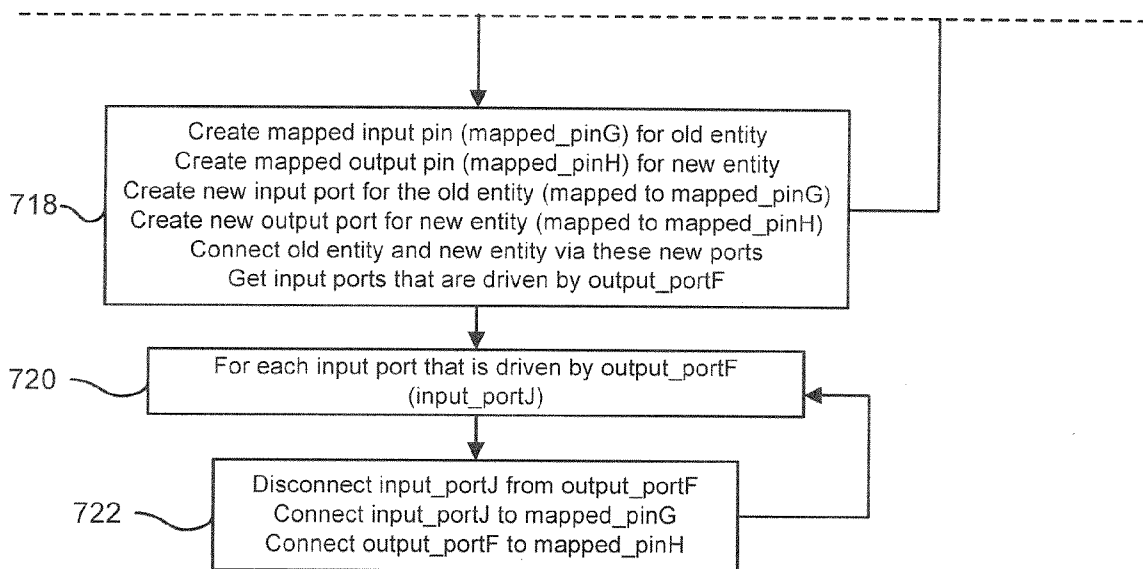 718
Create mapped input pin (mapped_pinG) for old entity
Create mapped output pin (mapped_pinH) for new entity
Create new input port for the old entity (mapped to mapped_pinG)
Create new output port for new entity (mapped to mapped_pinH)
Connect old entity and new entity via these new ports
Get input ports that are driven by output_portF
720
For each input port that is driven by output_portF
(input_portJ)
722
Disconnect input_portJ from output_portF
Connect input_portJ to mapped_pinG
Connect output_portF to mapped_pinH